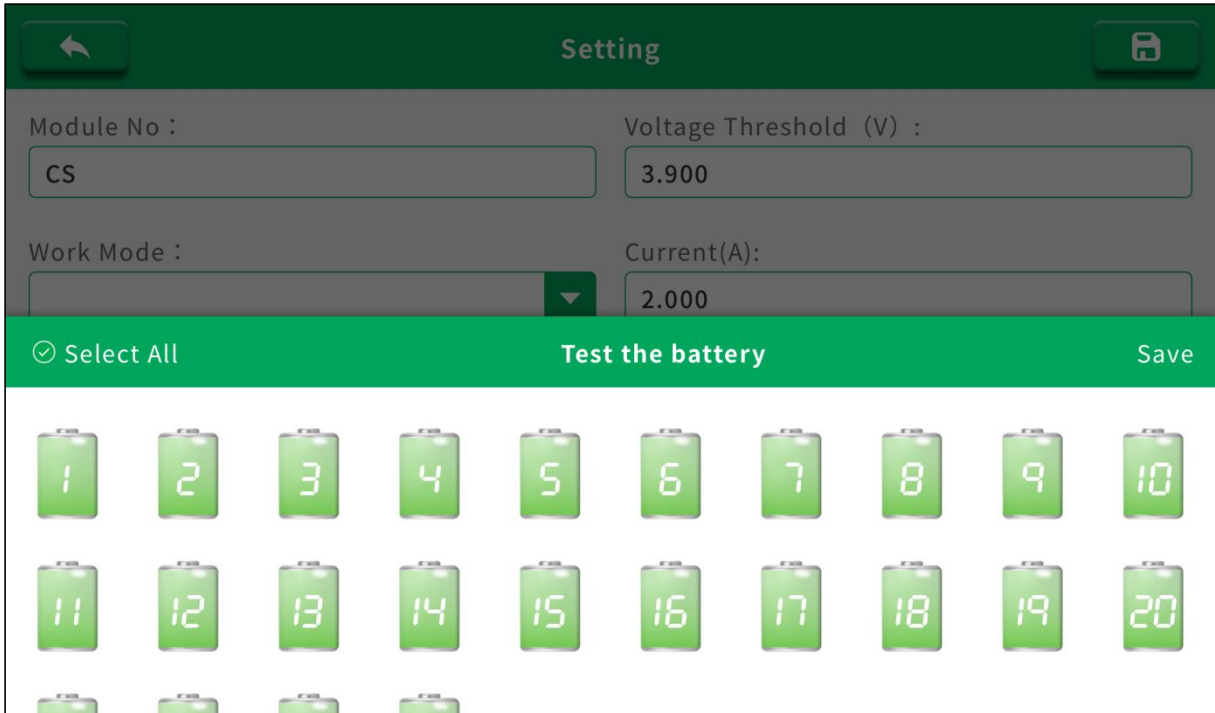 Setting
Module No： Voltage Threshold（V）:
CS 3.900
Work Mode： Current(A):
2.000
Select All Test the battery Save
1 2 3 4 5 6 7 8 9 10
11 12 13 14 15 16 17 18 19 20